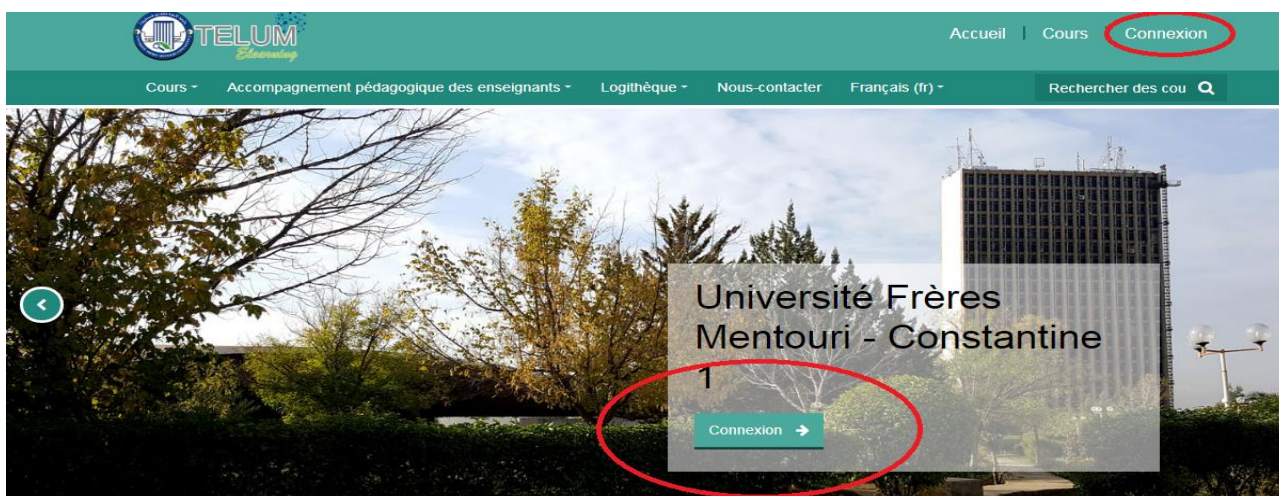 TELUM
Elearning
Accueil | Cours Connexion
Cours Accompagnement pédagogique des enseignants Logithèque Nous-contacter Français (fr) Rechercher des cou
Université Frères
Mentouri - Constantine
1
Connexion